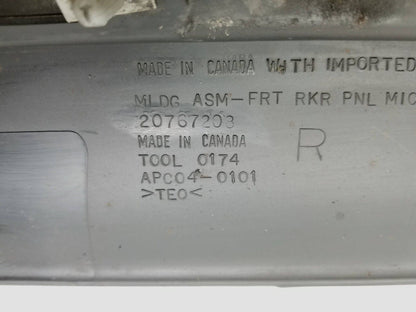 MADE IN CANADA WITH IMPORTED
MLDG ASM-FRT RKR PNL MIC
20767203
MADE IN CANADA
TOOL 0174
APC04-0101
>TEO<
R